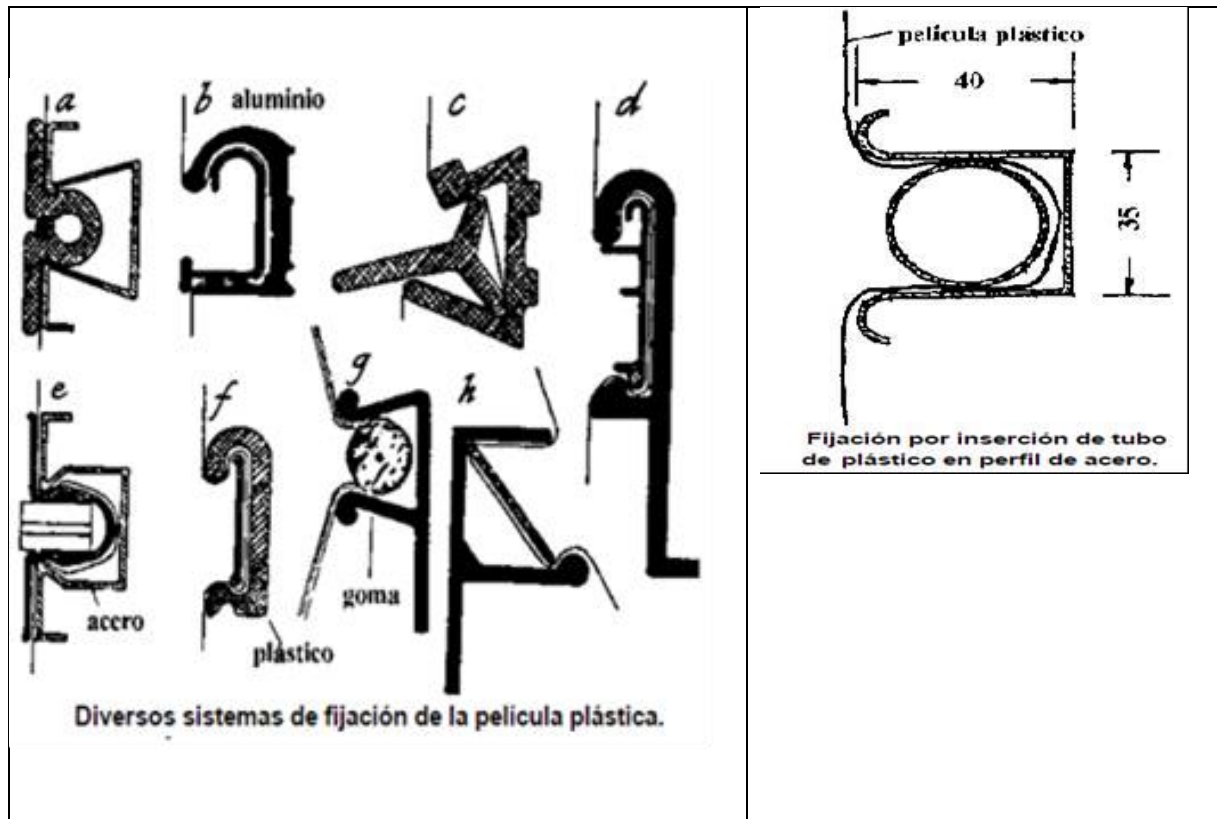 a
b
aluminio
c
d
e
acero
f
plástico
g
goma
h
Diversos sistemas de fijación de la película plástica.
película plástico
40
35
Fijación por inserción de tubo
de plástico en perfil de acero.